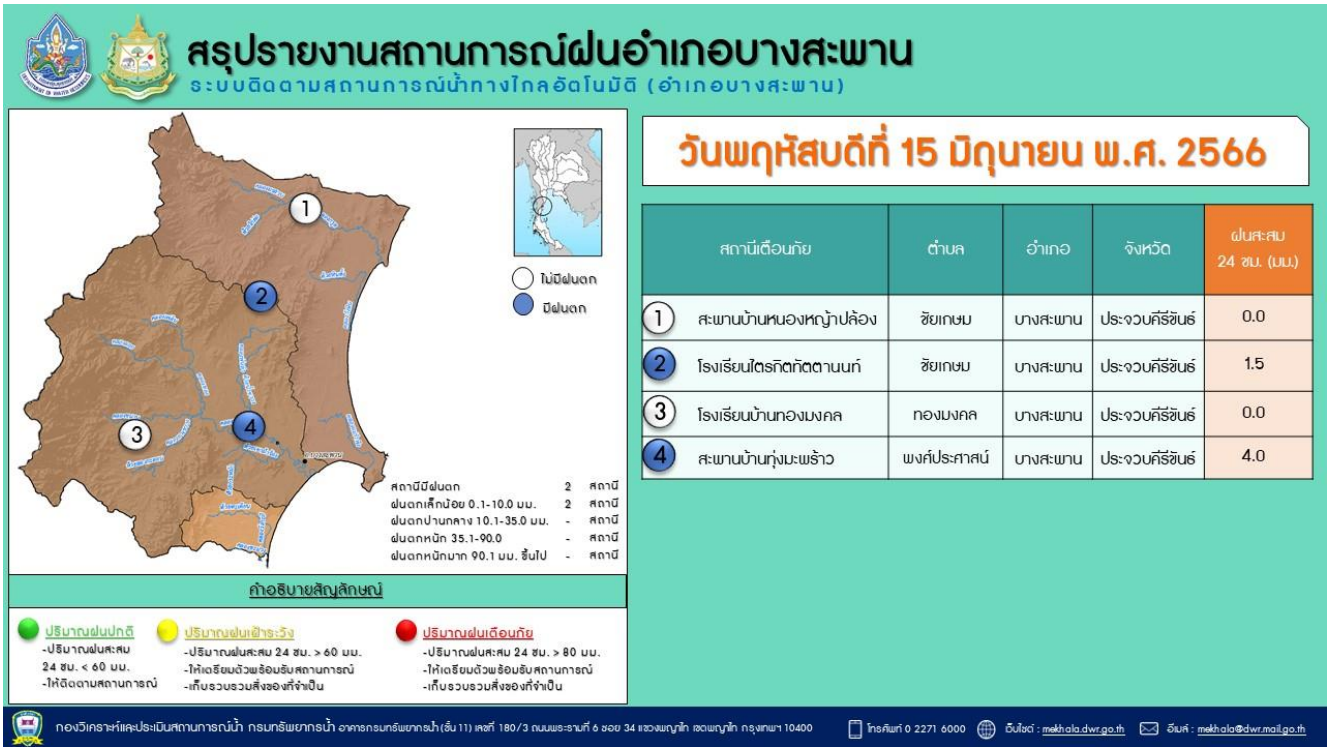 สรุปรายงานสถานการณ์ฝนอำเภอบางสะพาน
ระบบติดตามสถานการณ์น้ำทางไกลอัตโนมัติ (อำเภอบางสะพาน)
1
2
3
4
ไม่มีฝนตก
มีฝนตก
สถานีมีฝนตก 2 สถานี
ฝนตกเล็กน้อย 0.1-10.0 มม. 2 สถานี
ฝนตกปานกลาง 10.1-35.0 มม. - สถานี
ฝนตกหนัก 35.1-90.0 - สถานี
ฝนตกหนักมาก 90.1 มม. ขึ้นไป - สถานี
คำอธิบายสัญลักษณ์
ปริมาณฝนปกติ
-ปริมาณฝนสะสม
24 ชม. < 60 มม.
-ให้ติดตามสถานการณ์
ปริมาณฝนเฝ้าระวัง
-ปริมาณฝนสะสม 24 ชม. > 60 มม.
-ให้เตรียมตัวพร้อมรับสถานการณ์
-เก็บรวบรวมสิ่งของที่จำเป็น
ปริมาณฝนเตือนภัย
-ปริมาณฝนสะสม 24 ชม. > 80 มม.
-ให้เตรียมตัวพร้อมรับสถานการณ์
-เก็บรวบรวมสิ่งของที่จำเป็น
วันพฤหัสบดีที่ 15 มิถุนายน พ.ศ. 2566
สถานีเตือนภัย ตำบล อำเภอ จังหวัด ฝนสะสม
24 ชม. (มม.)
1 สะพานบ้านหนองหญ้าปล้อง ชัยเกษม บางสะพาน ประจวบคีรีขันธ์ 0.0
2 โรงเรียนไตรกิตทัตตานนท์ ชัยเกษม บางสะพาน ประจวบคีรีขันธ์ 1.5
3 โรงเรียนบ้านทองมงคล ทองมงคล บางสะพาน ประจวบคีรีขันธ์ 0.0
4 สะพานบ้านทุ่งมะพร้าว พงศ์ประศาสน์ บางสะพาน ประจวบคีรีขันธ์ 4.0
กองวิเคราะห์และประเมินสถานการณ์น้ำ กรมทรัพยากรน้ำ อาคารกรมทรัพยากรน้ำ (ชั้น 11) เลขที่ 180/3 ถนนพระรามที่ 6 ซอย 34 แขวงพญาไท เขตพญาไท กรุงเทพฯ 10400 โทรศัพท์ 0 2271 6000 เว็บไซต์ : mekhala.dwr.go.th อีเมล์ : mekhala@dwr.mail.go.th